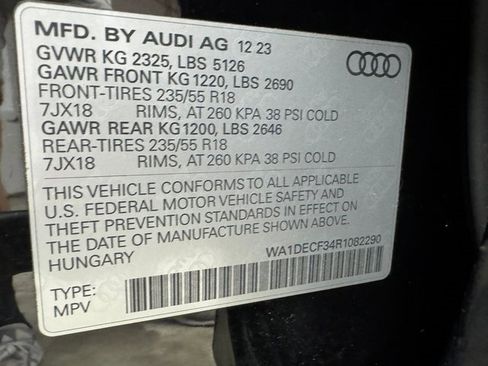 MFD. BY AUDI AG 12 23
GVWR KG 2325, LBS 5126
GAWR FRONT KG 1220, LBS 2690
FRONT-TIRES 235/55 R18
7JX18 RIMS, AT 260 KPA 38 PSI COLD
GAWR REAR KG1200, LBS 2646
REAR-TIRES 235/55 R18
7JX18 RIMS, AT 260 KPA 38 PSI COLD
THIS VEHICLE CONFORMS TO ALL APPLICABLE
U.S. FEDERAL MOTOR VEHICLE SAFETY AND
THEFT PREVENTION STANDARDS IN EFFECT ON
THE DATE OF MANUFACTURE SHOWN ABOVE.
HUNGARY
WA1DECF34R1082290
TYPE:
MPV